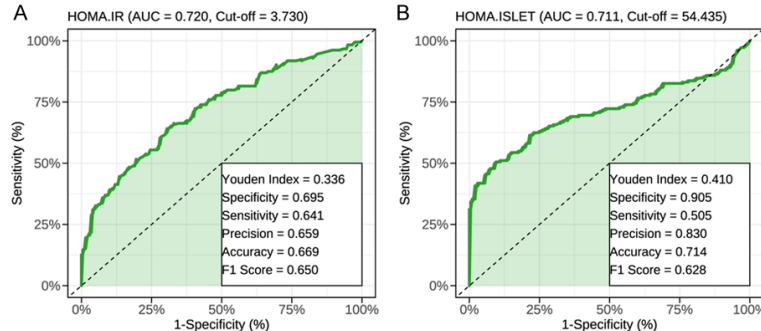 A
HOMA.IR (AUC = 0.720, Cut-off = 3.730)
100%
75%
50%
25%
0%
Sensitivity (%)
Youden Index = 0.336
Specificity = 0.695
Sensitivity = 0.641
Precision = 0.659
Accuracy = 0.669
F1 Score = 0.650
0%
25%
50%
75%
100%
1-Specificity (%)
B
HOMA.ISLET (AUC = 0.711, Cut-off = 54.435)
100%
75%
50%
25%
0%
Sensitivity (%)
Youden Index = 0.410
Specificity = 0.905
Sensitivity = 0.505
Precision = 0.830
Accuracy = 0.714
F1 Score = 0.628
0%
25%
50%
75%
100%
1-Specificity (%)